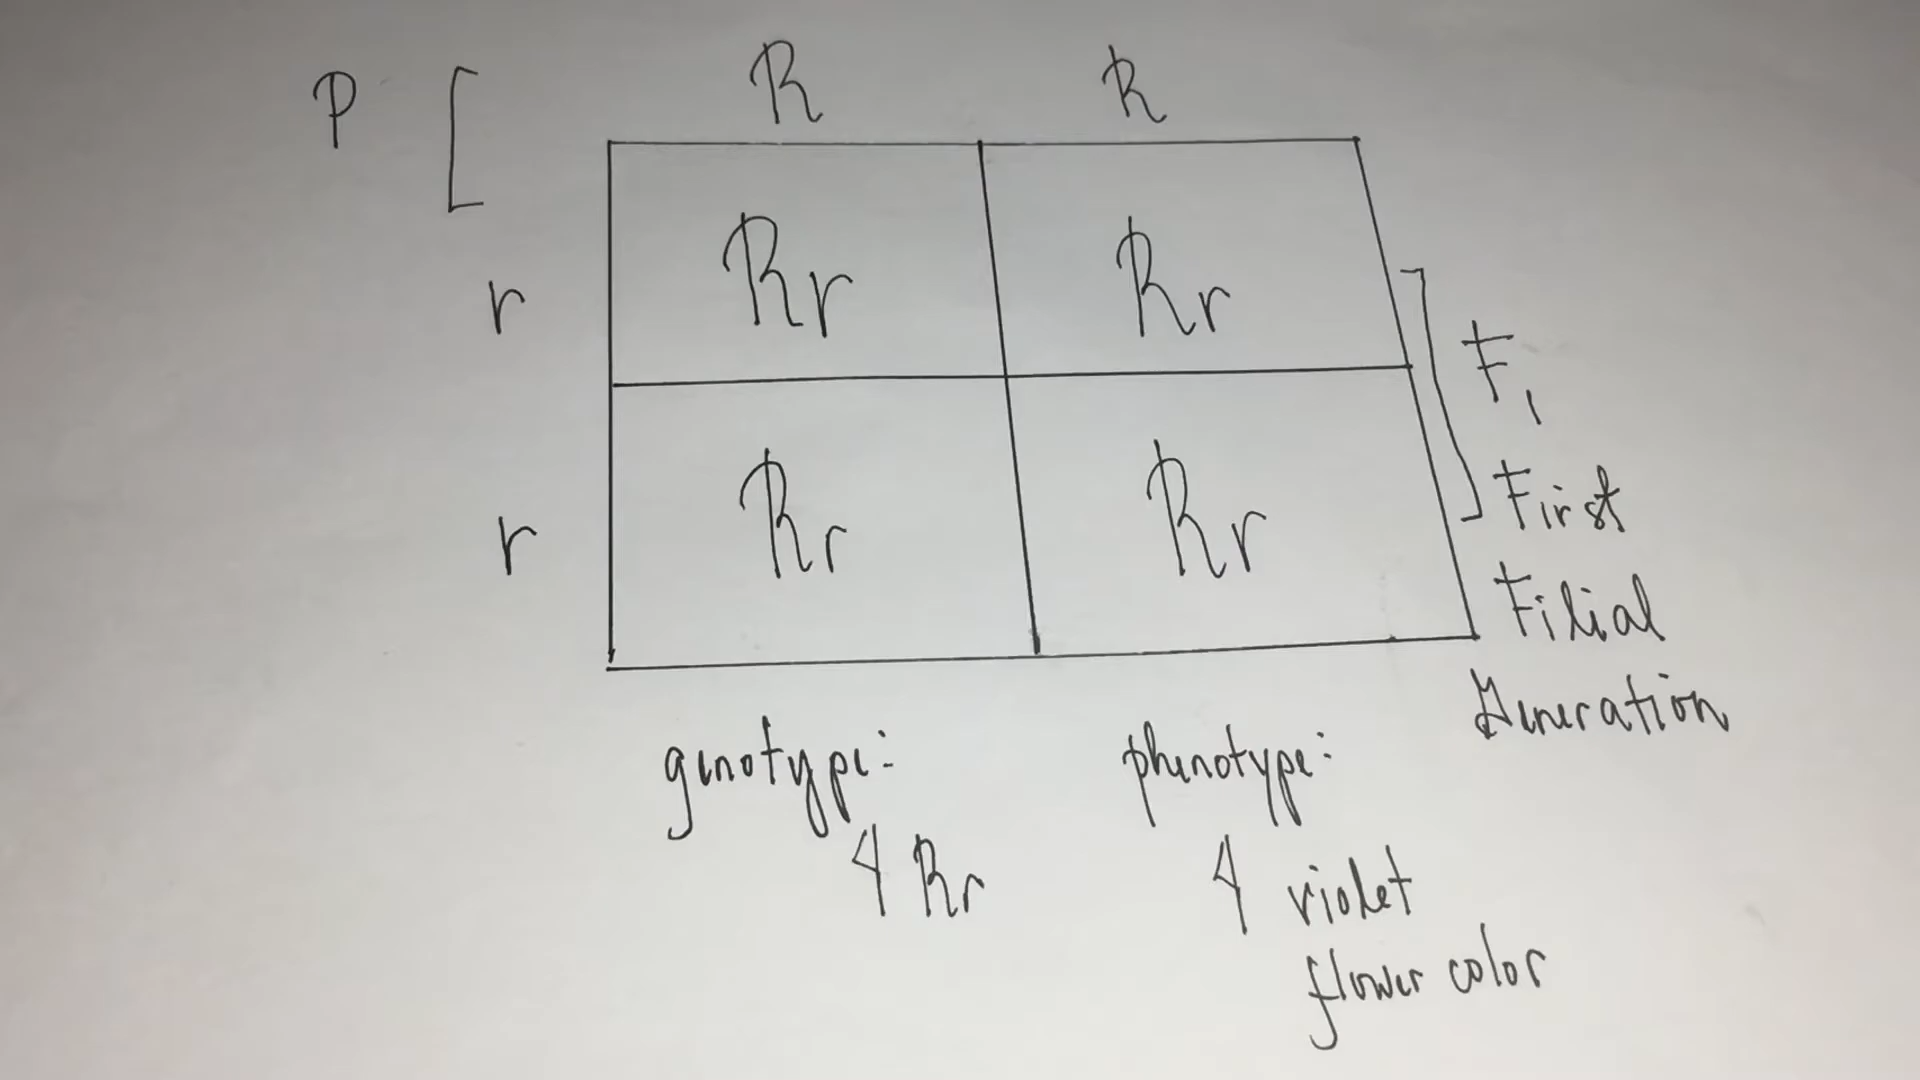 P [ R R
r Rr Rr
r Rr Rr
F1
First
Filial
Generation
genotype: phenotype:
4 Rr 4 violet
flower color